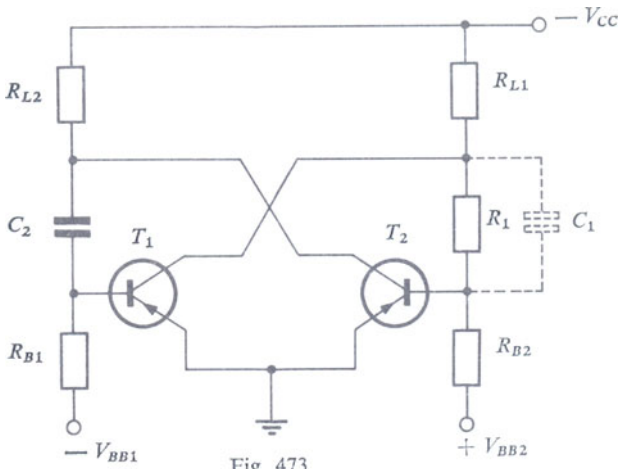 — V_CC
R_L2
R_L1
C_2
T_1
T_2
R_1
C_1
R_B1
R_B2
— V_BB1
+ V_BB2
Fig. 473